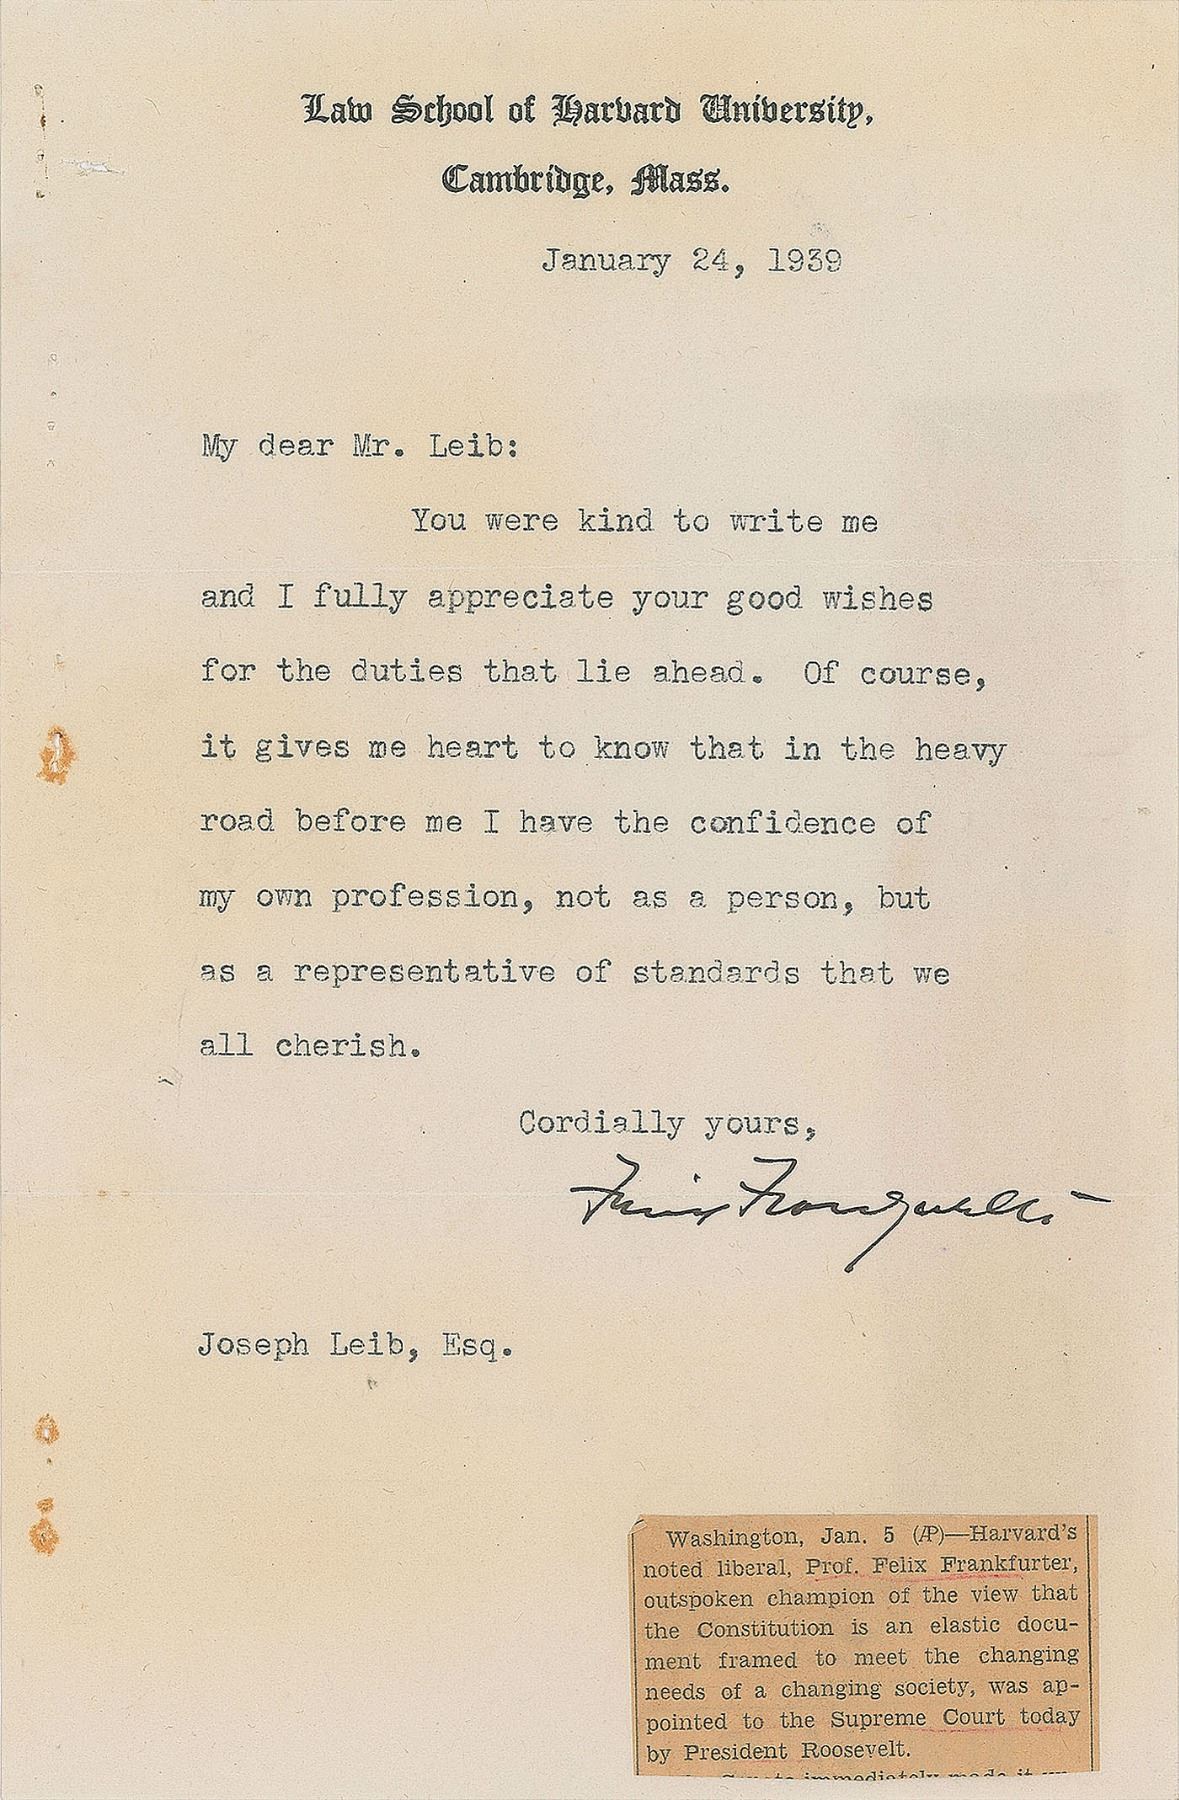 Law School of Harvard University,
Cambridge, Mass.
January 24, 1939
My dear Mr. Leib:
You were kind to write me
and I fully appreciate your good wishes
for the duties that lie ahead. Of course,
it gives me heart to know that in the heavy
road before me I have the confidence of
my own profession, not as a person, but
as a representative of standards that we
all cherish.
Cordially yours,
Felix Frankfurter
Joseph Leib, Esq.
Washington, Jan. 5 (AP)—Harvard's
noted liberal, Prof. Felix Frankfurter,
outspoken champion of the view that
the Constitution is an elastic docu-
ment framed to meet the changing
needs of a changing society, was ap-
pointed to the Supreme Court today
by President Roosevelt.
immediately made it